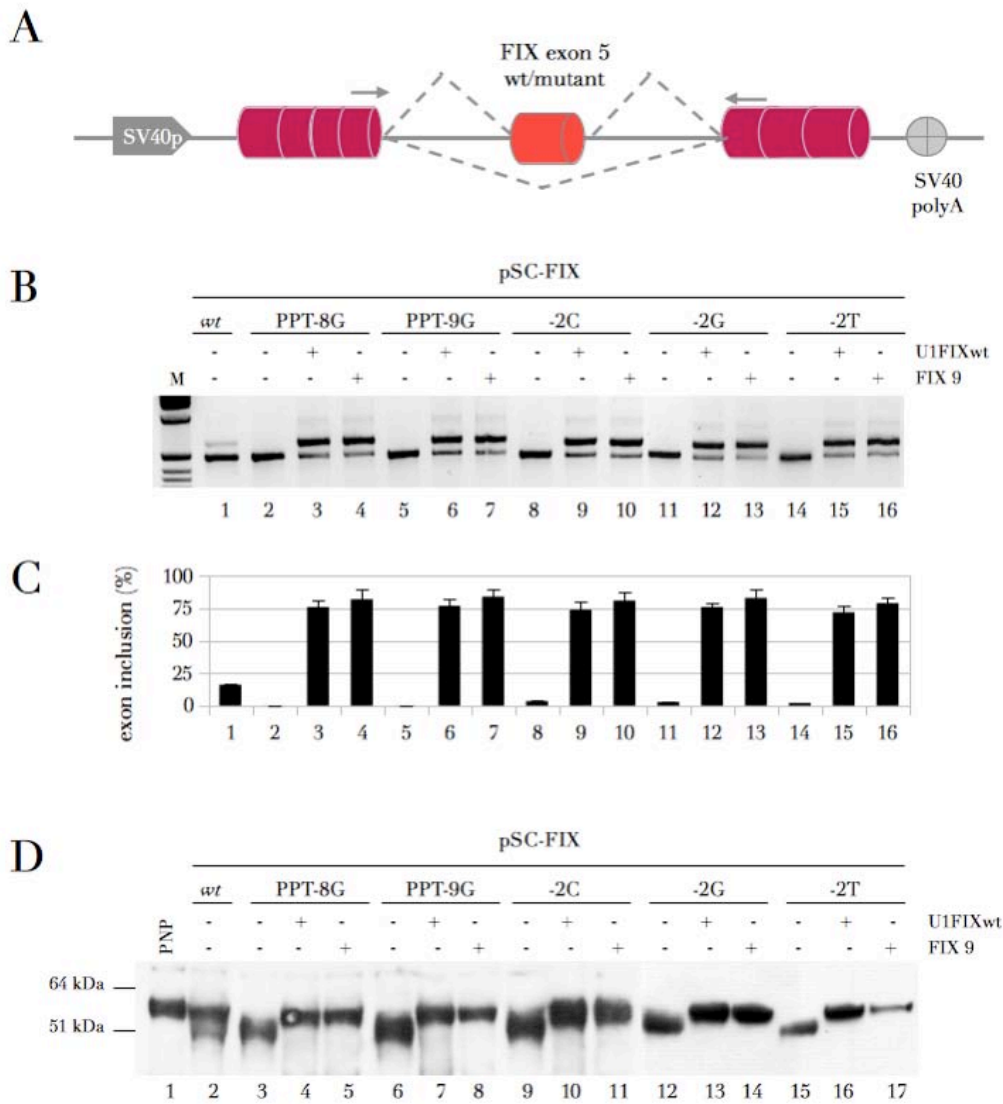 A
FIX exon 5
wt/mutant
SV40p
SV40
polyA
B
pSC-FIX
wt PPT-8G PPT-9G -2C -2G -2T
- - + - - + - - + - - + - - + - U1FIXwt
M - - - + - - + - - + - - + - - + FIX 9
1 2 3 4 5 6 7 8 9 10 11 12 13 14 15 16
C
exon inclusion (%)
100
75
50
25
0
1 2 3 4 5 6 7 8 9 10 11 12 13 14 15 16
D
pSC-FIX
wt PPT-8G PPT-9G -2C -2G -2T
PNP
- - + - - + - - + - - + - - + - U1FIXwt
- - - + - - + - - + - - + - - + FIX 9
64 kDa
51 kDa
1 2 3 4 5 6 7 8 9 10 11 12 13 14 15 16 17